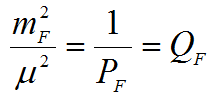 m_F^2 / μ^2 = 1 / P_F = Q_F